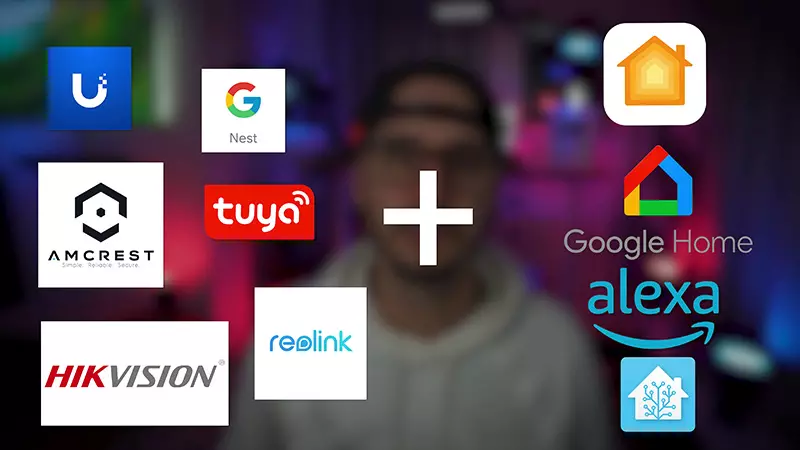 U
G
Nest
AMCREST
Simple. Reliable. Secure.
tuya
HIKVISION®
reolink
Google Home
alexa